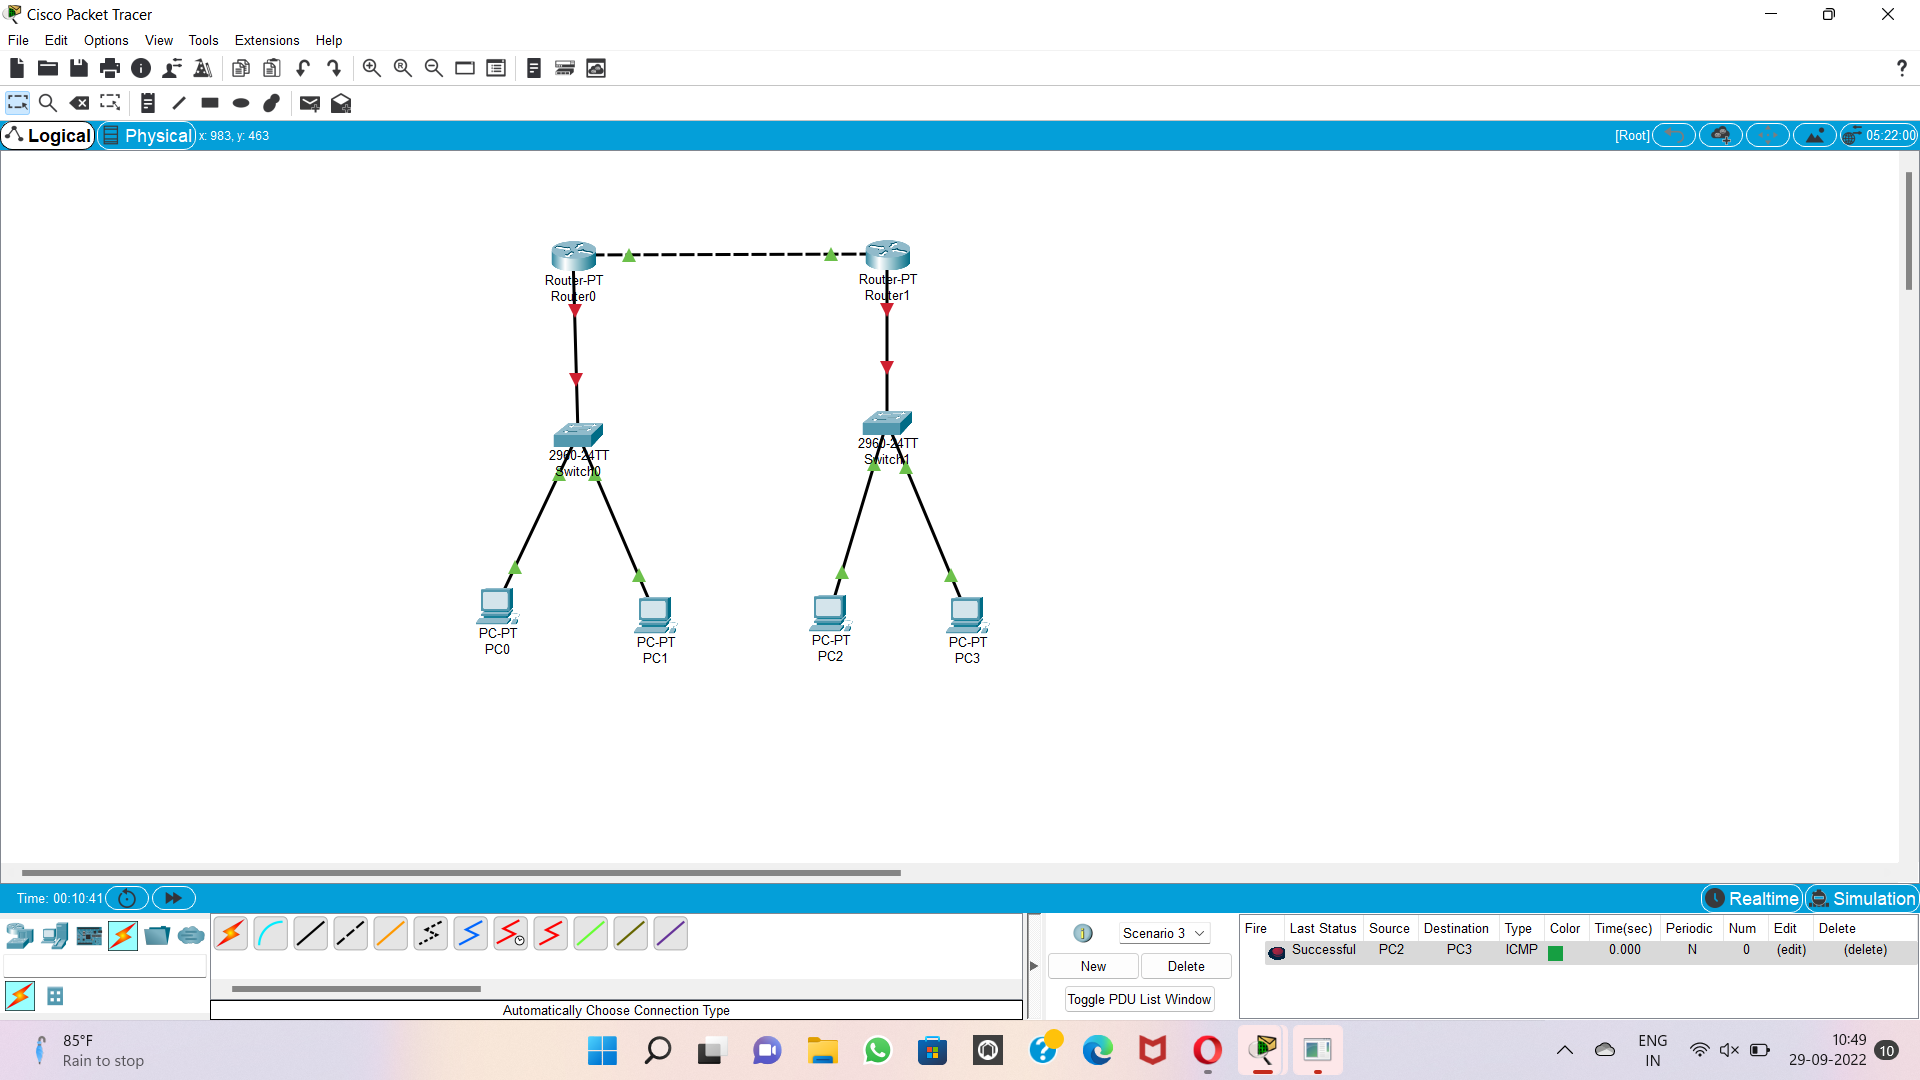 Cisco Packet Tracer
File Edit Options View Tools Extensions Help
?
Logical Physical x: 983, y: 463 [Root] 05:22:00
Router-PT
Router0
Router-PT
Router1
2960-24TT
Switch0
2960-24TT
Switch1
PC-PT
PC0
PC-PT
PC1
PC-PT
PC2
PC-PT
PC3
Time: 00:10:41 Realtime Simulation
Scenario 3
New Delete
Toggle PDU List Window
Fire Last Status Source Destination Type Color Time(sec) Periodic Num Edit Delete
Successful PC2 PC3 ICMP 0.000 N 0 (edit) (delete)
Automatically Choose Connection Type
85°F
Rain to stop
ENG
IN
10:49
29-09-2022
10